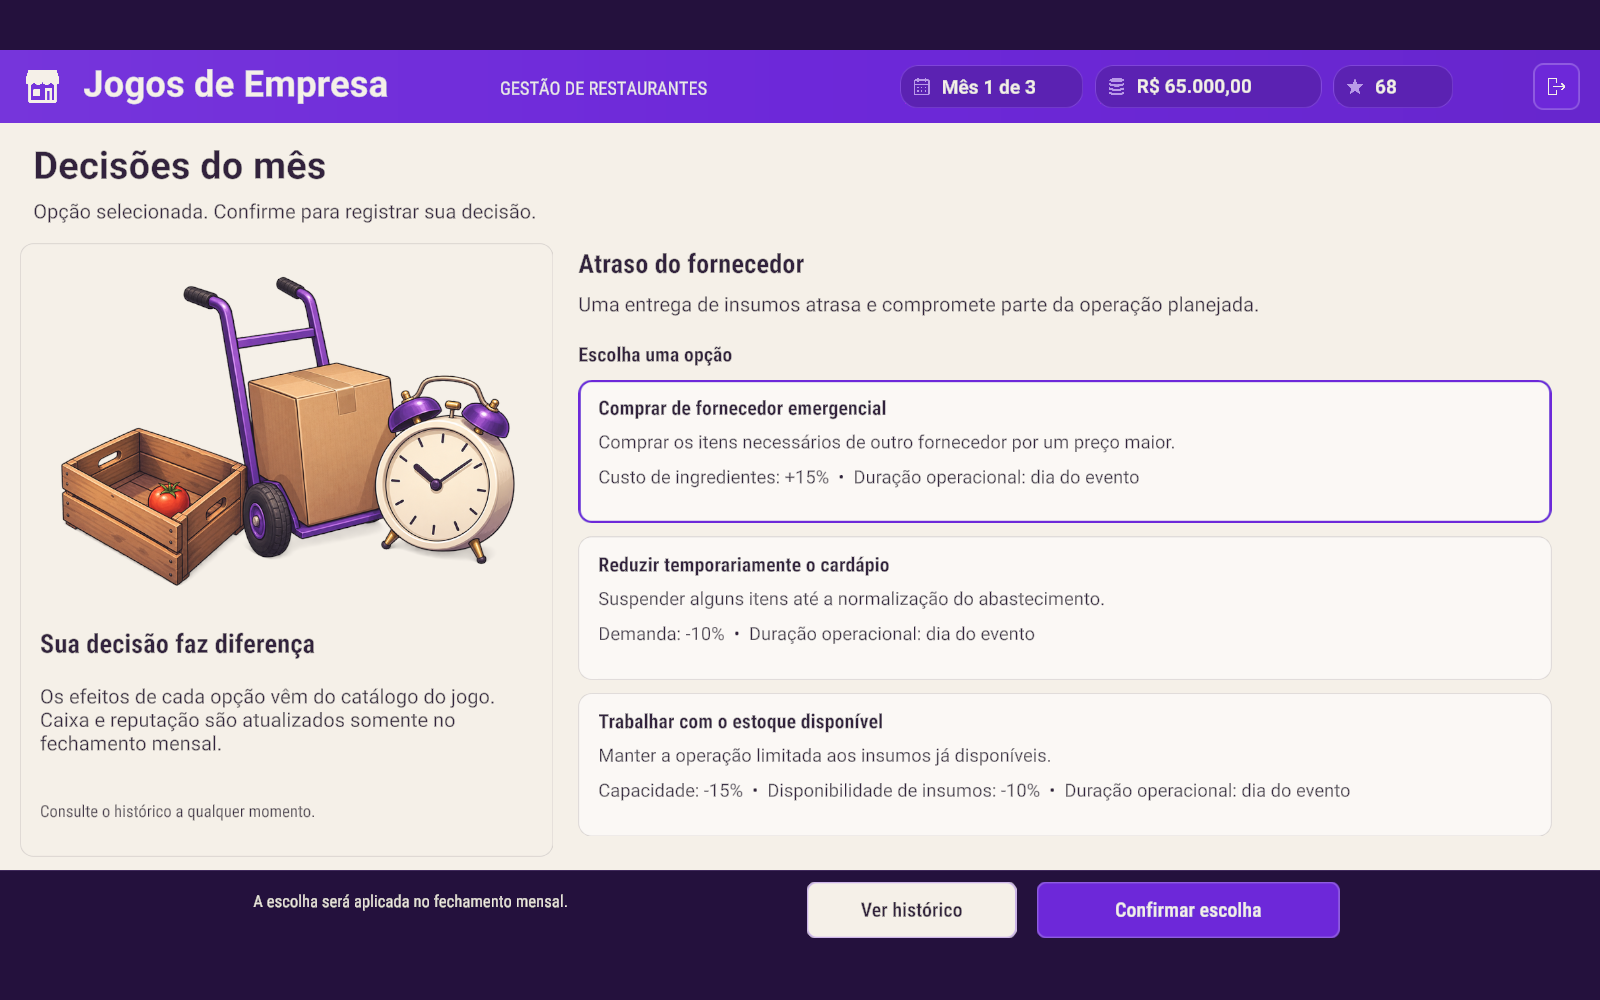 Jogos de Empresa
GESTÃO DE RESTAURANTES
Mês 1 de 3
R$ 65.000,00
68
Decisões do mês
Opção selecionada. Confirme para registrar sua decisão.
Sua decisão faz diferença
Os efeitos de cada opção vêm do catálogo do jogo.
Caixa e reputação são atualizados somente no
fechamento mensal.
Consulte o histórico a qualquer momento.
Atraso do fornecedor
Uma entrega de insumos atrasa e compromete parte da operação planejada.
Escolha uma opção
Comprar de fornecedor emergencial
Comprar os itens necessários de outro fornecedor por um preço maior.
Custo de ingredientes: +15% • Duração operacional: dia do evento
Reduzir temporariamente o cardápio
Suspender alguns itens até a normalização do abastecimento.
Demanda: -10% • Duração operacional: dia do evento
Trabalhar com o estoque disponível
Manter a operação limitada aos insumos já disponíveis.
Capacidade: -15% • Disponibilidade de insumos: -10% • Duração operacional: dia do evento
A escolha será aplicada no fechamento mensal.
Ver histórico
Confirmar escolha